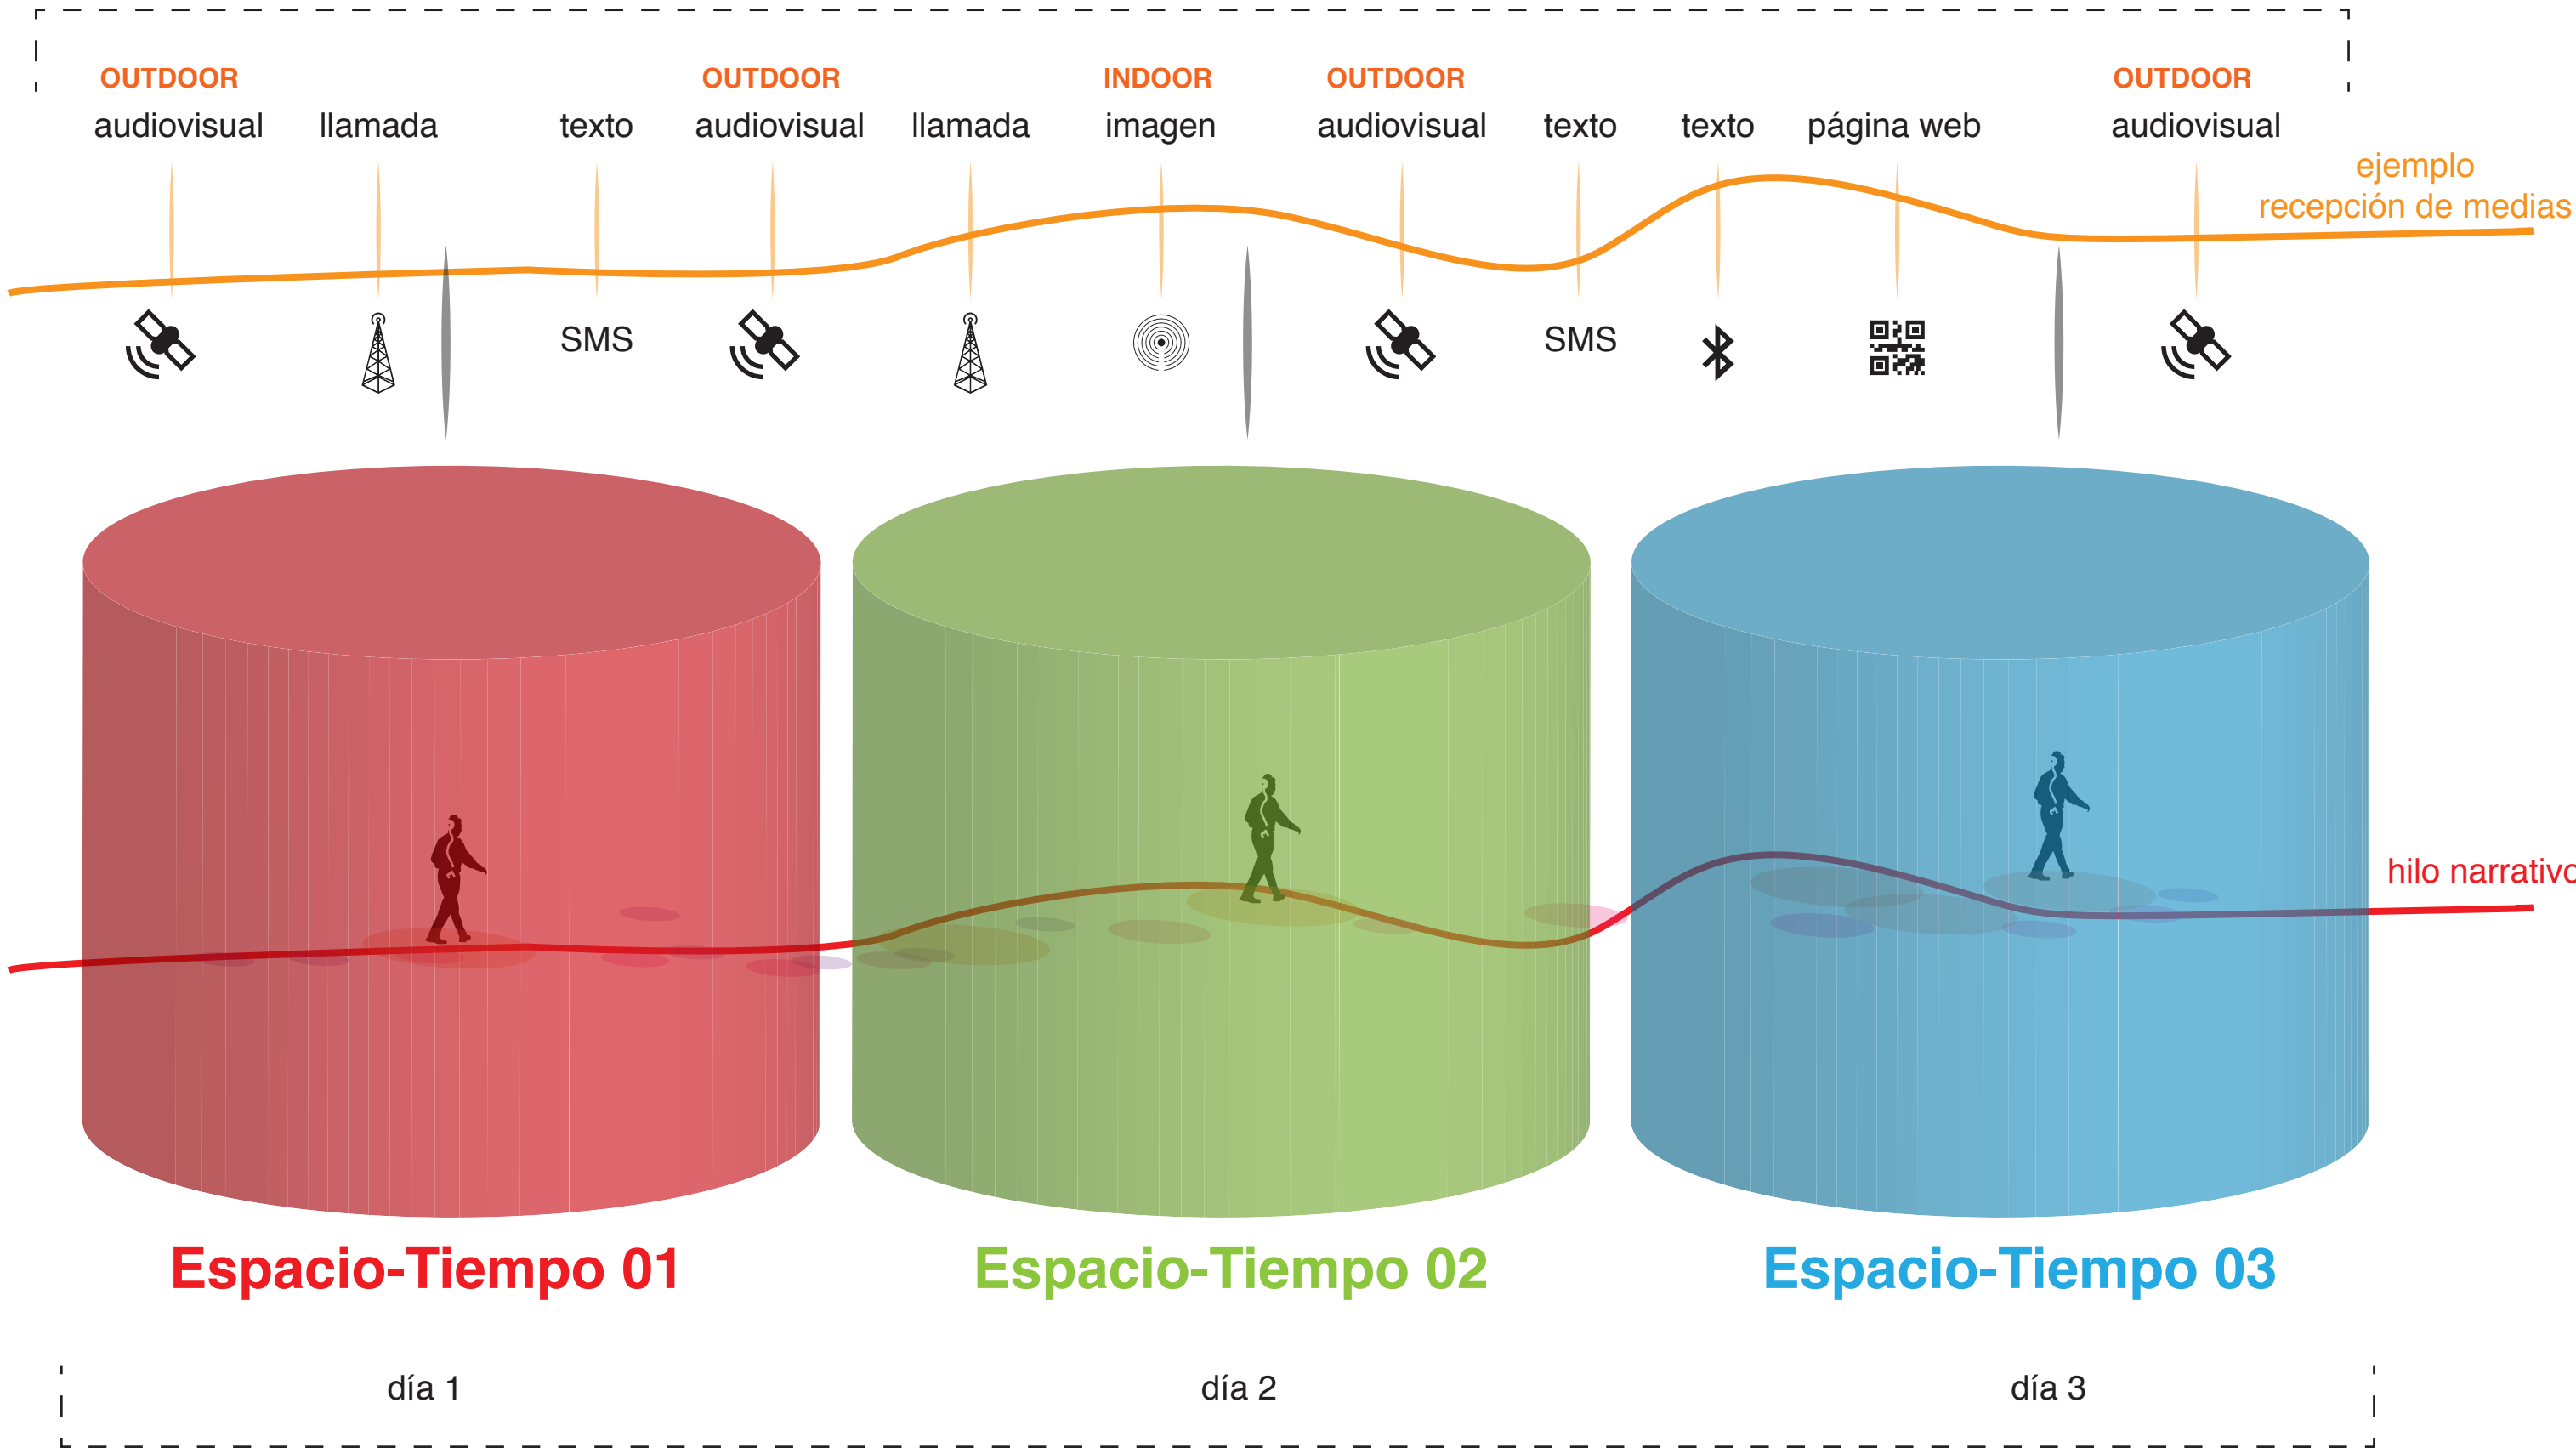 OUTDOOR OUTDOOR INDOOR OUTDOOR OUTDOOR
audiovisual llamada texto audiovisual llamada imagen audiovisual texto texto página web audiovisual
ejemplo
recepción de medias
SMS SMS
hilo narrativo
Espacio-Tiempo 01 Espacio-Tiempo 02 Espacio-Tiempo 03
día 1 día 2 día 3